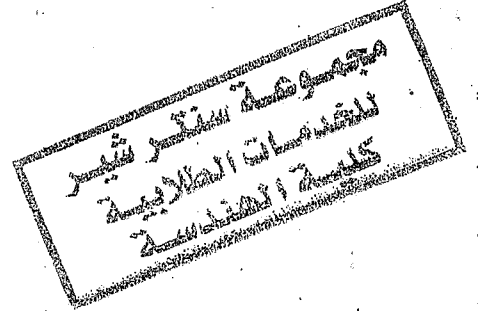 مجموعة سنتر شير
للخدمات الطلابية
كلية الهندسة